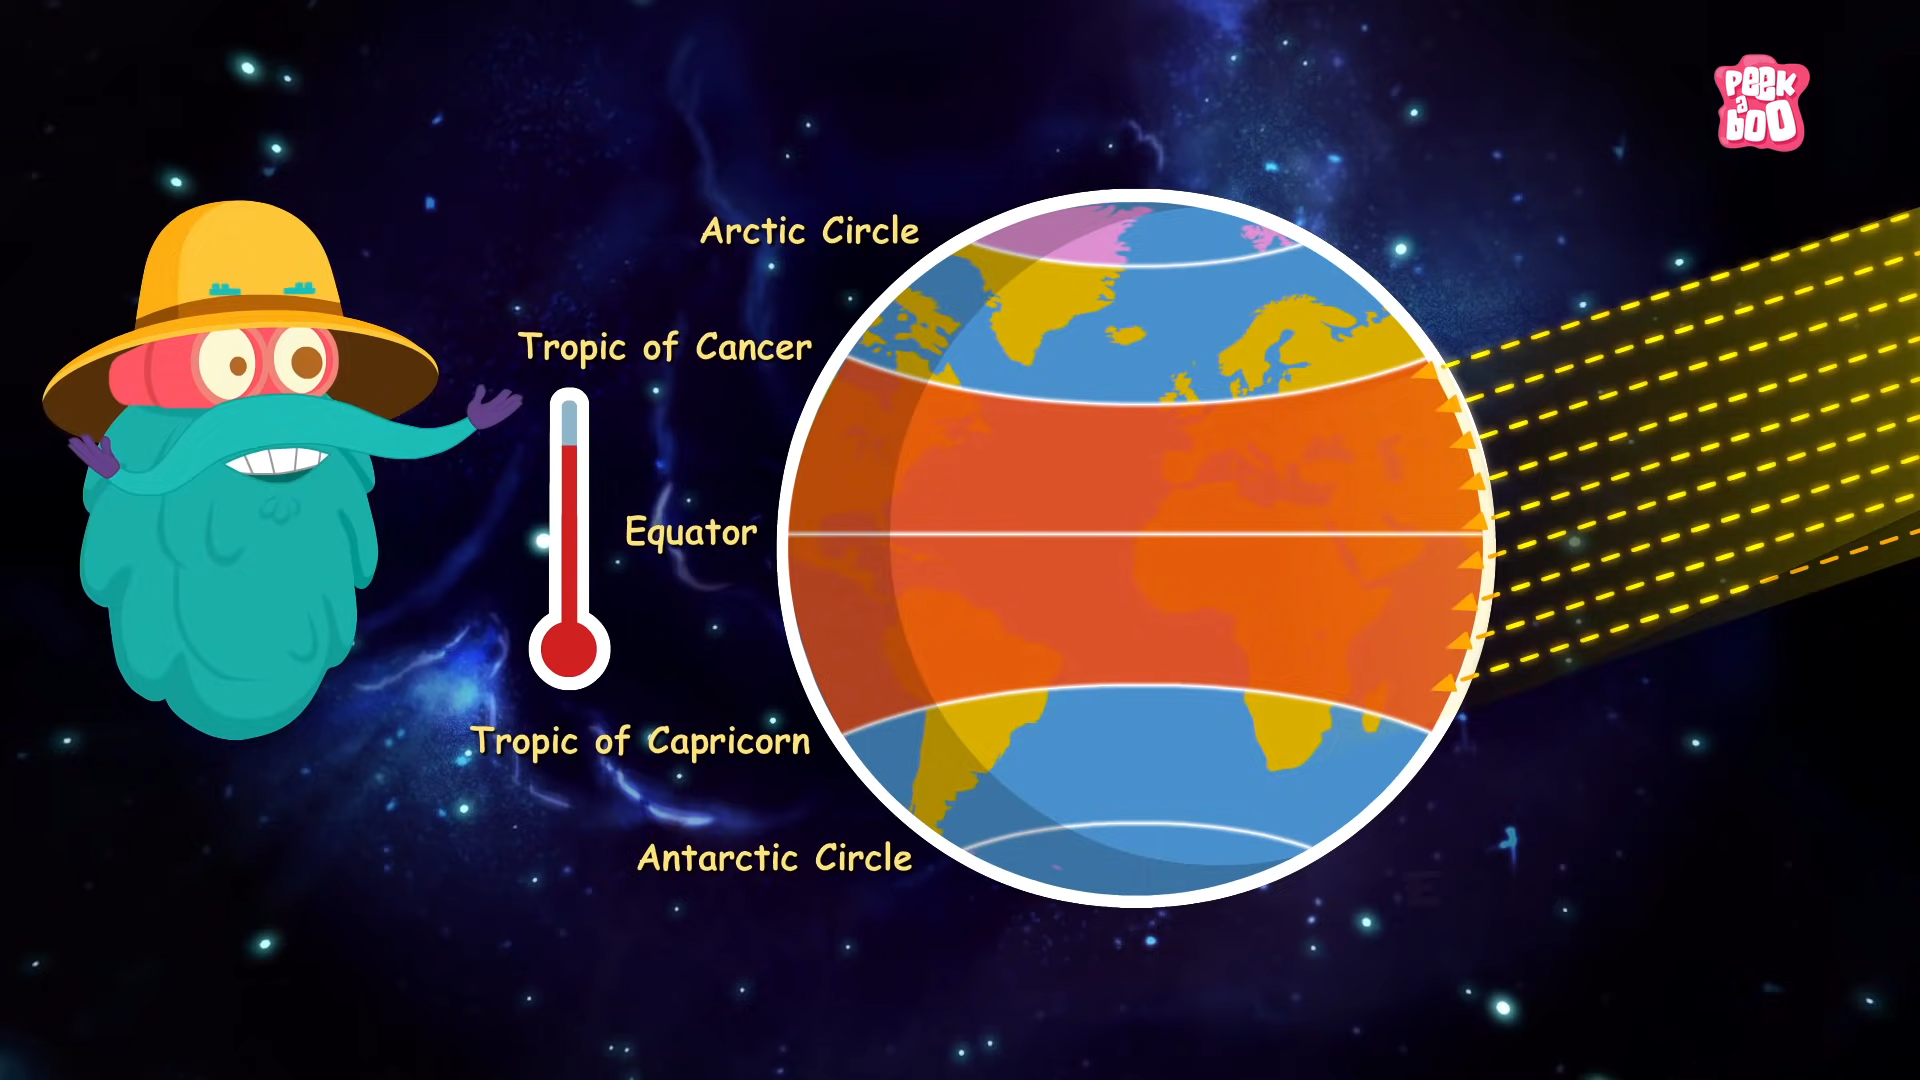 PEEK
a
BOO
Arctic Circle
Tropic of Cancer
Equator
Tropic of Capricorn
Antarctic Circle